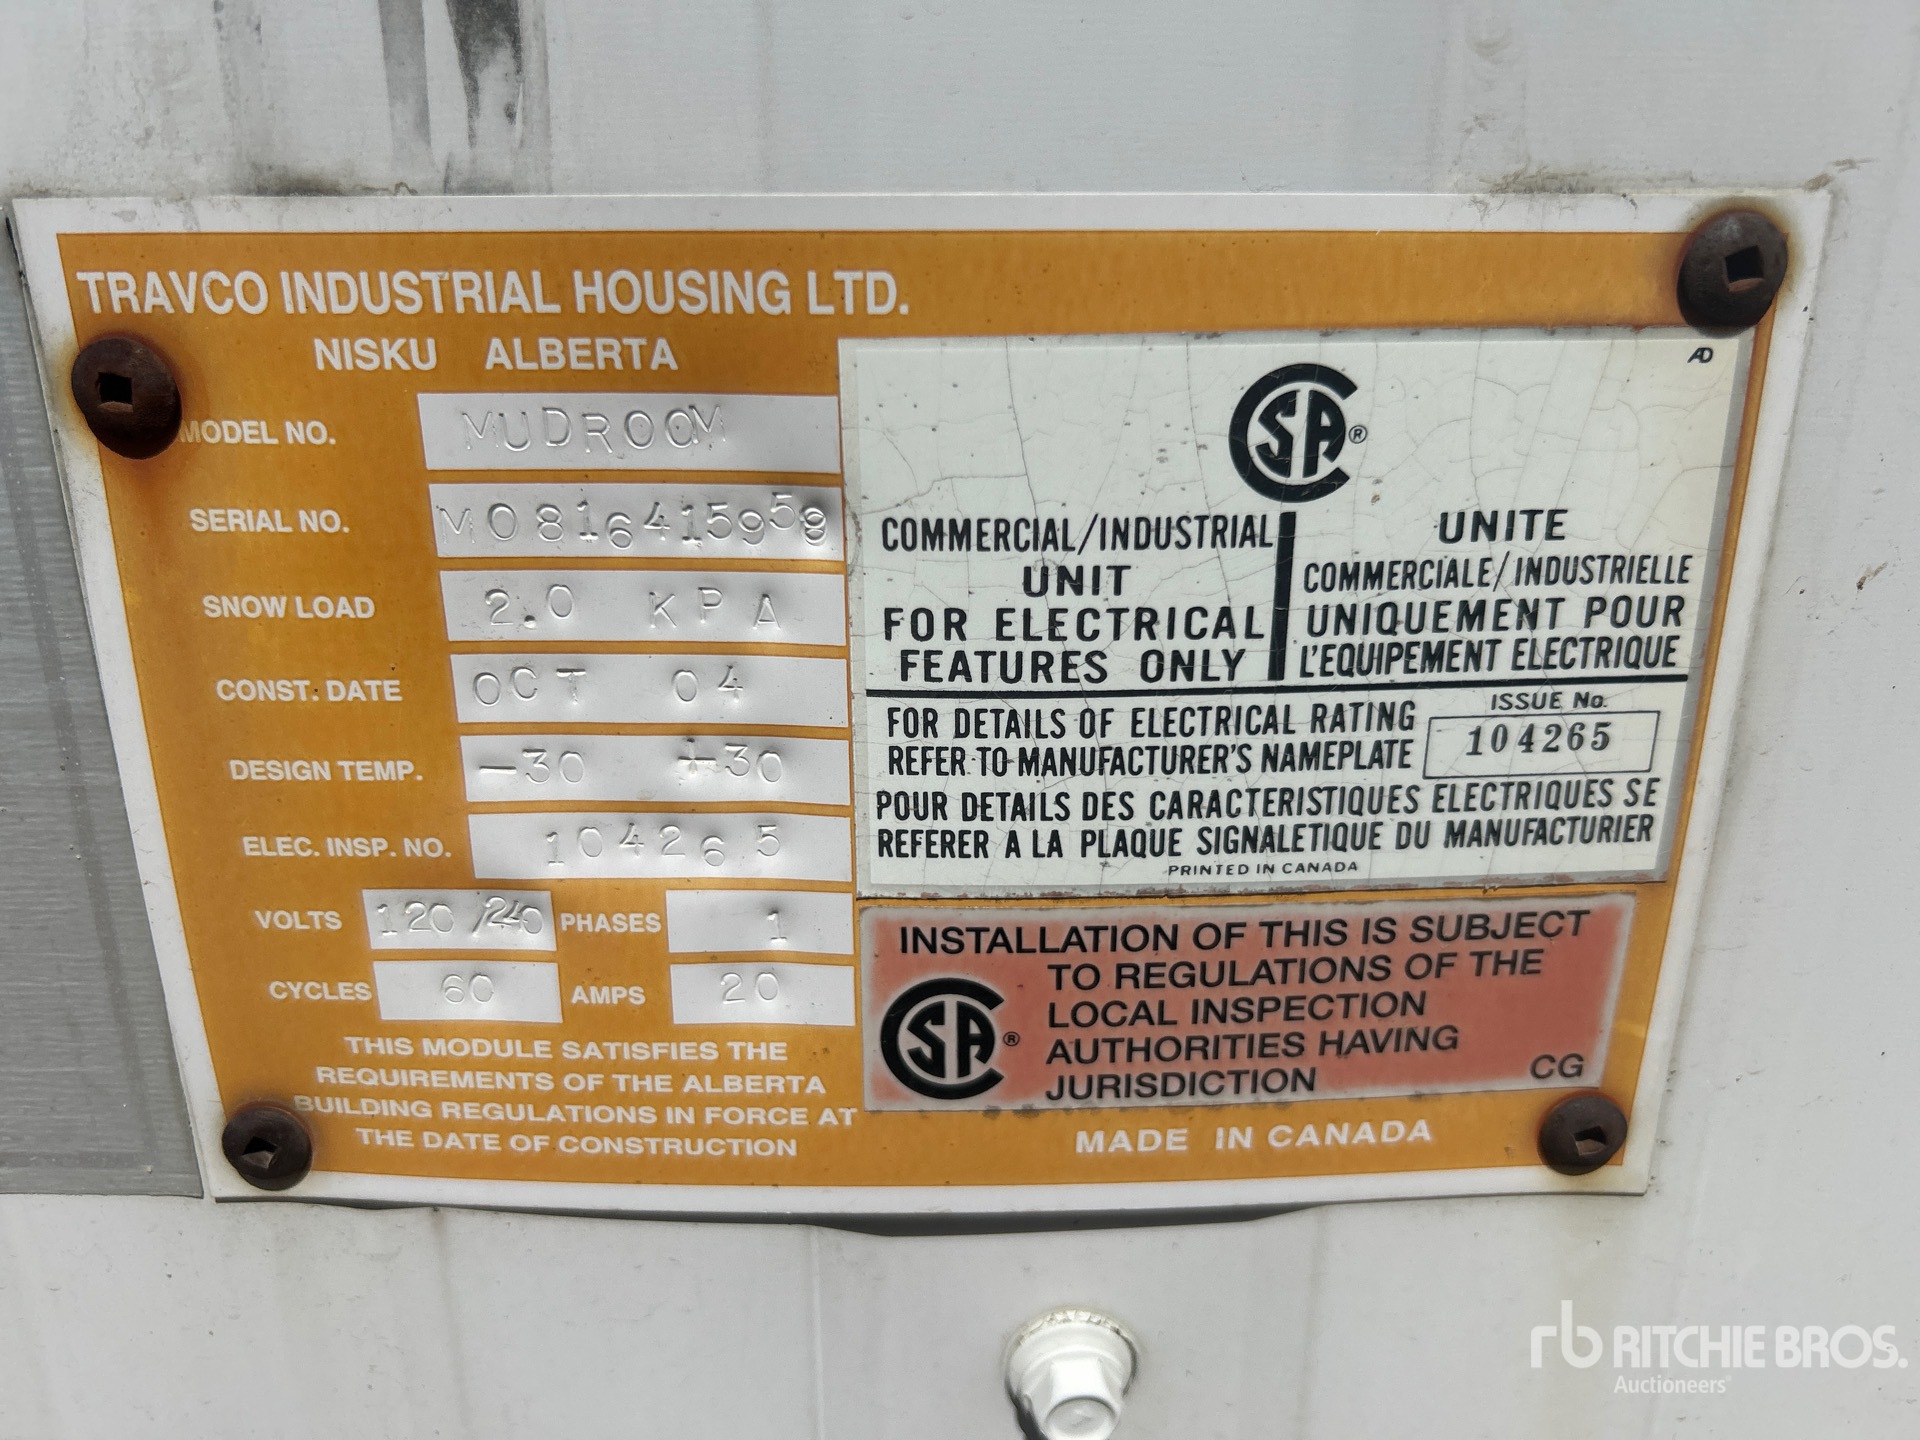 TRAVCO INDUSTRIAL HOUSING LTD.
NISKU ALBERTA
MODEL NO. MUDROOM
SERIAL NO.
SNOW LOAD 2.0 KPA
CONST. DATE OCT 04
DESIGN TEMP. -30 +30
ELEC. INSP. NO. 104265
VOLTS 120/240 PHASES 1
CYCLES 60 AMPS 20
THIS MODULE SATISFIES THE
REQUIREMENTS OF THE ALBERTA
BUILDING REGULATIONS IN FORCE AT
THE DATE OF CONSTRUCTION
AD
CSA®
COMMERCIAL/INDUSTRIAL
UNIT
FOR ELECTRICAL
FEATURES ONLY
UNITE
COMMERCIALE/INDUSTRIELLE
UNIQUEMENT POUR
L'EQUIPEMENT ELECTRIQUE
FOR DETAILS OF ELECTRICAL RATING
REFER TO MANUFACTURER'S NAMEPLATE
ISSUE No.
104265
POUR DETAILS DES CARACTERISTIQUES ELECTRIQUES SE
REFERER A LA PLAQUE SIGNALETIQUE DU MANUFACTURIER
PRINTED IN CANADA
CSA®
INSTALLATION OF THIS IS SUBJECT
TO REGULATIONS OF THE
LOCAL INSPECTION
AUTHORITIES HAVING
JURISDICTION
CG
MADE IN CANADA
rb RITCHIE BROS.
Auctioneers